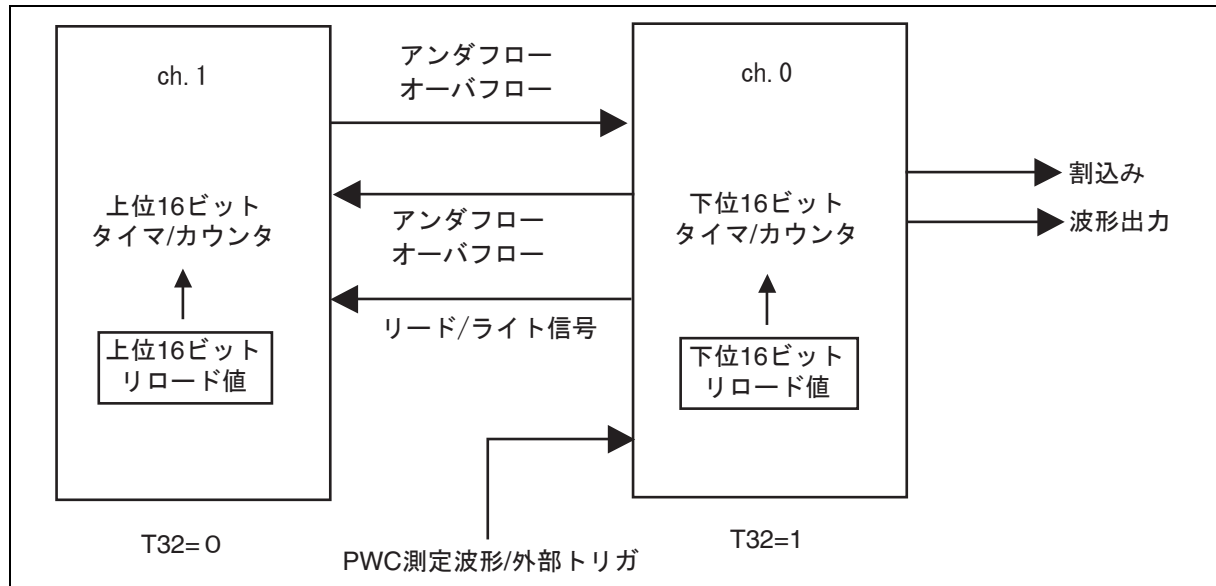 ch. 1
アンダフロー
オーバフロー
ch. 0
上位16ビット
タイマ/カウンタ
アンダフロー
オーバフロー
下位16ビット
タイマ/カウンタ
割込み
波形出力
リード/ライト信号
上位16ビット
リロード値
下位16ビット
リロード値
T32=0
PWC測定波形/外部トリガ
T32=1